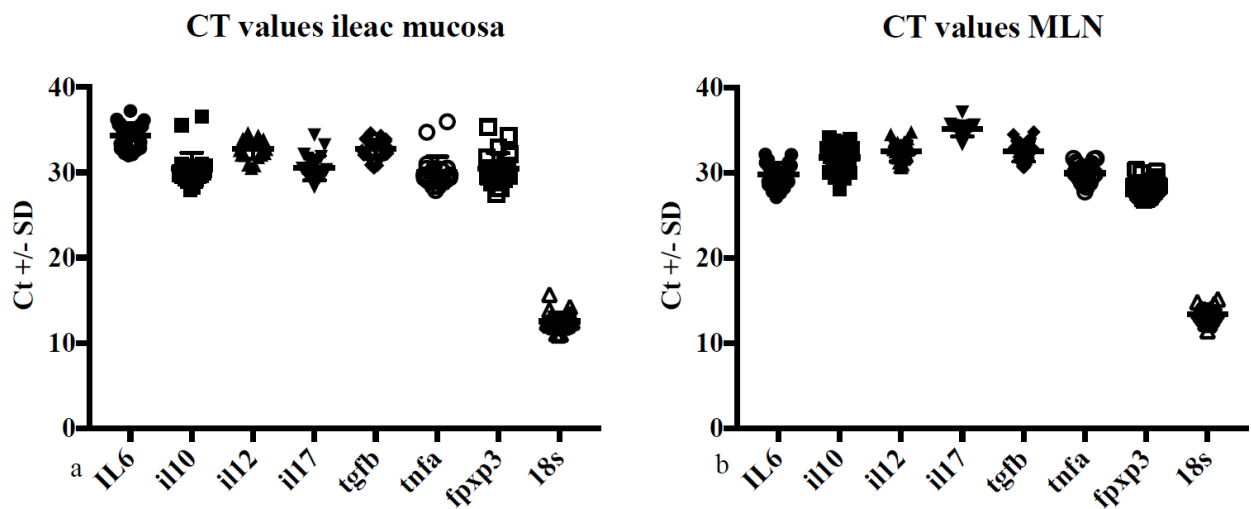 CT values ileac mucosa
Ct +/- SD
40
30
20
10
0
IL6 il10 il12 il17 tgfb tnfa fpxp3 18s
a
CT values MLN
Ct +/- SD
40
30
20
10
0
IL6 il10 il12 il17 tgfb tnfa fpxp3 18s
b